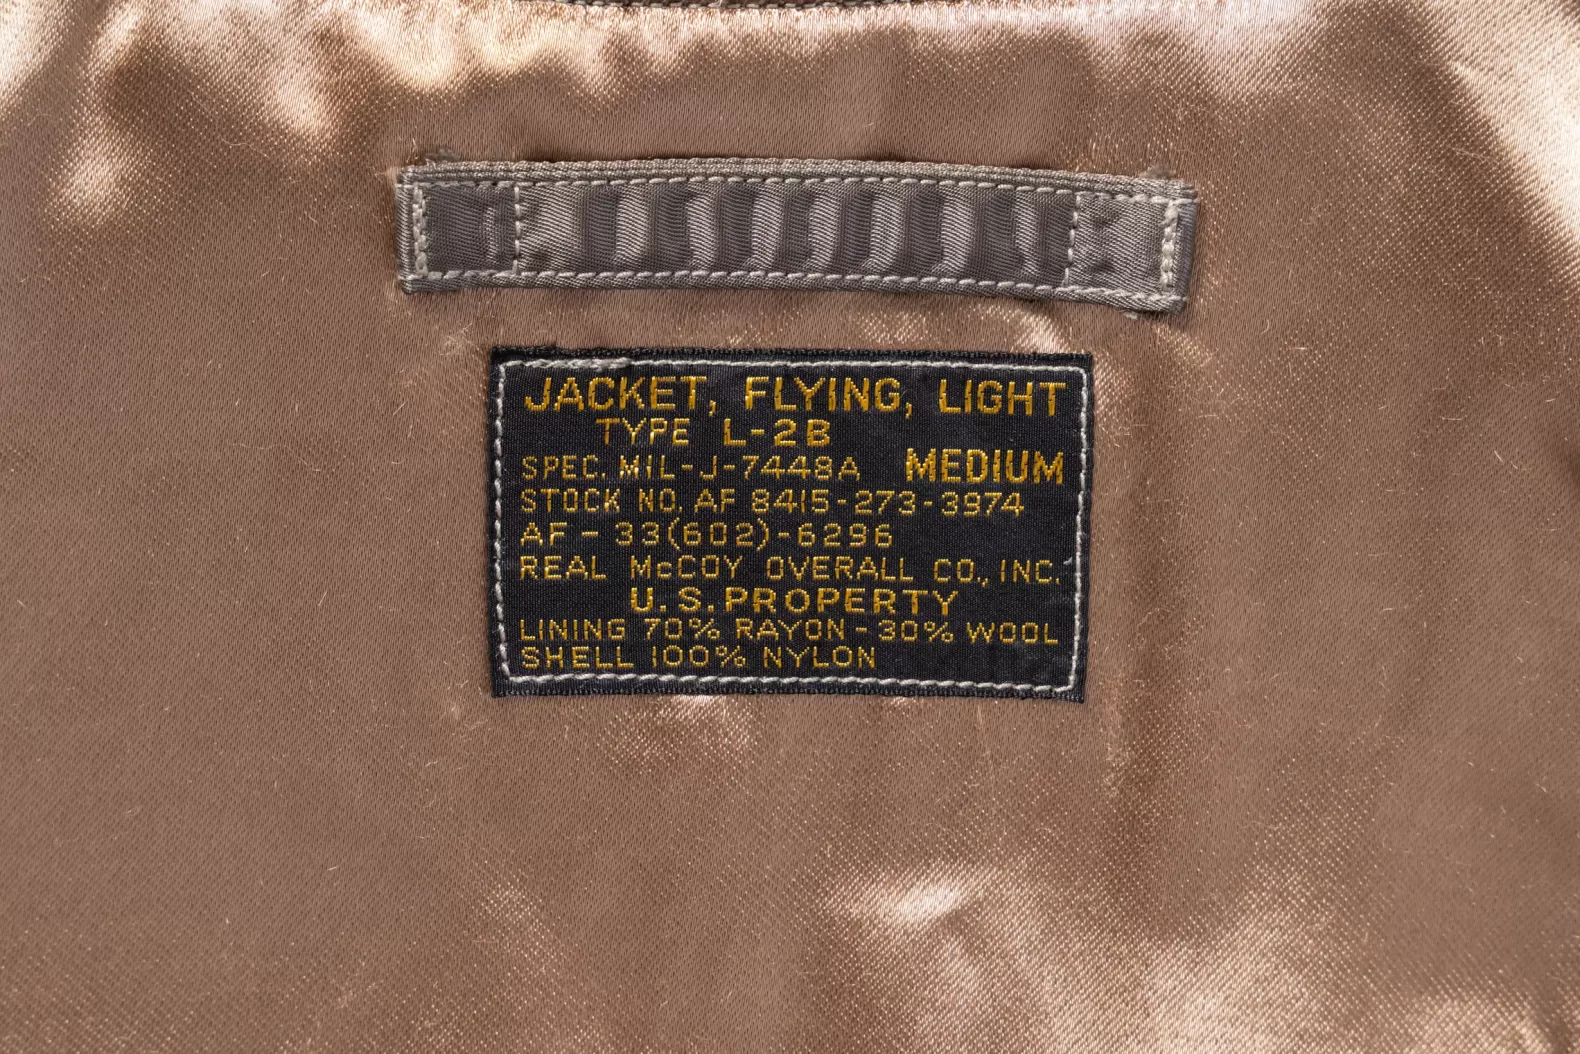 JACKET, FLYING, LIGHT
TYPE L-2B
SPEC. MIL-J-7448A MEDIUM
STOCK NO. AF 8415-273-3974
AF-33(602)-6296
REAL McCOY OVERALL CO., INC.
U.S. PROPERTY
LINING 70% RAYON-30% WOOL
SHELL 100% NYLON